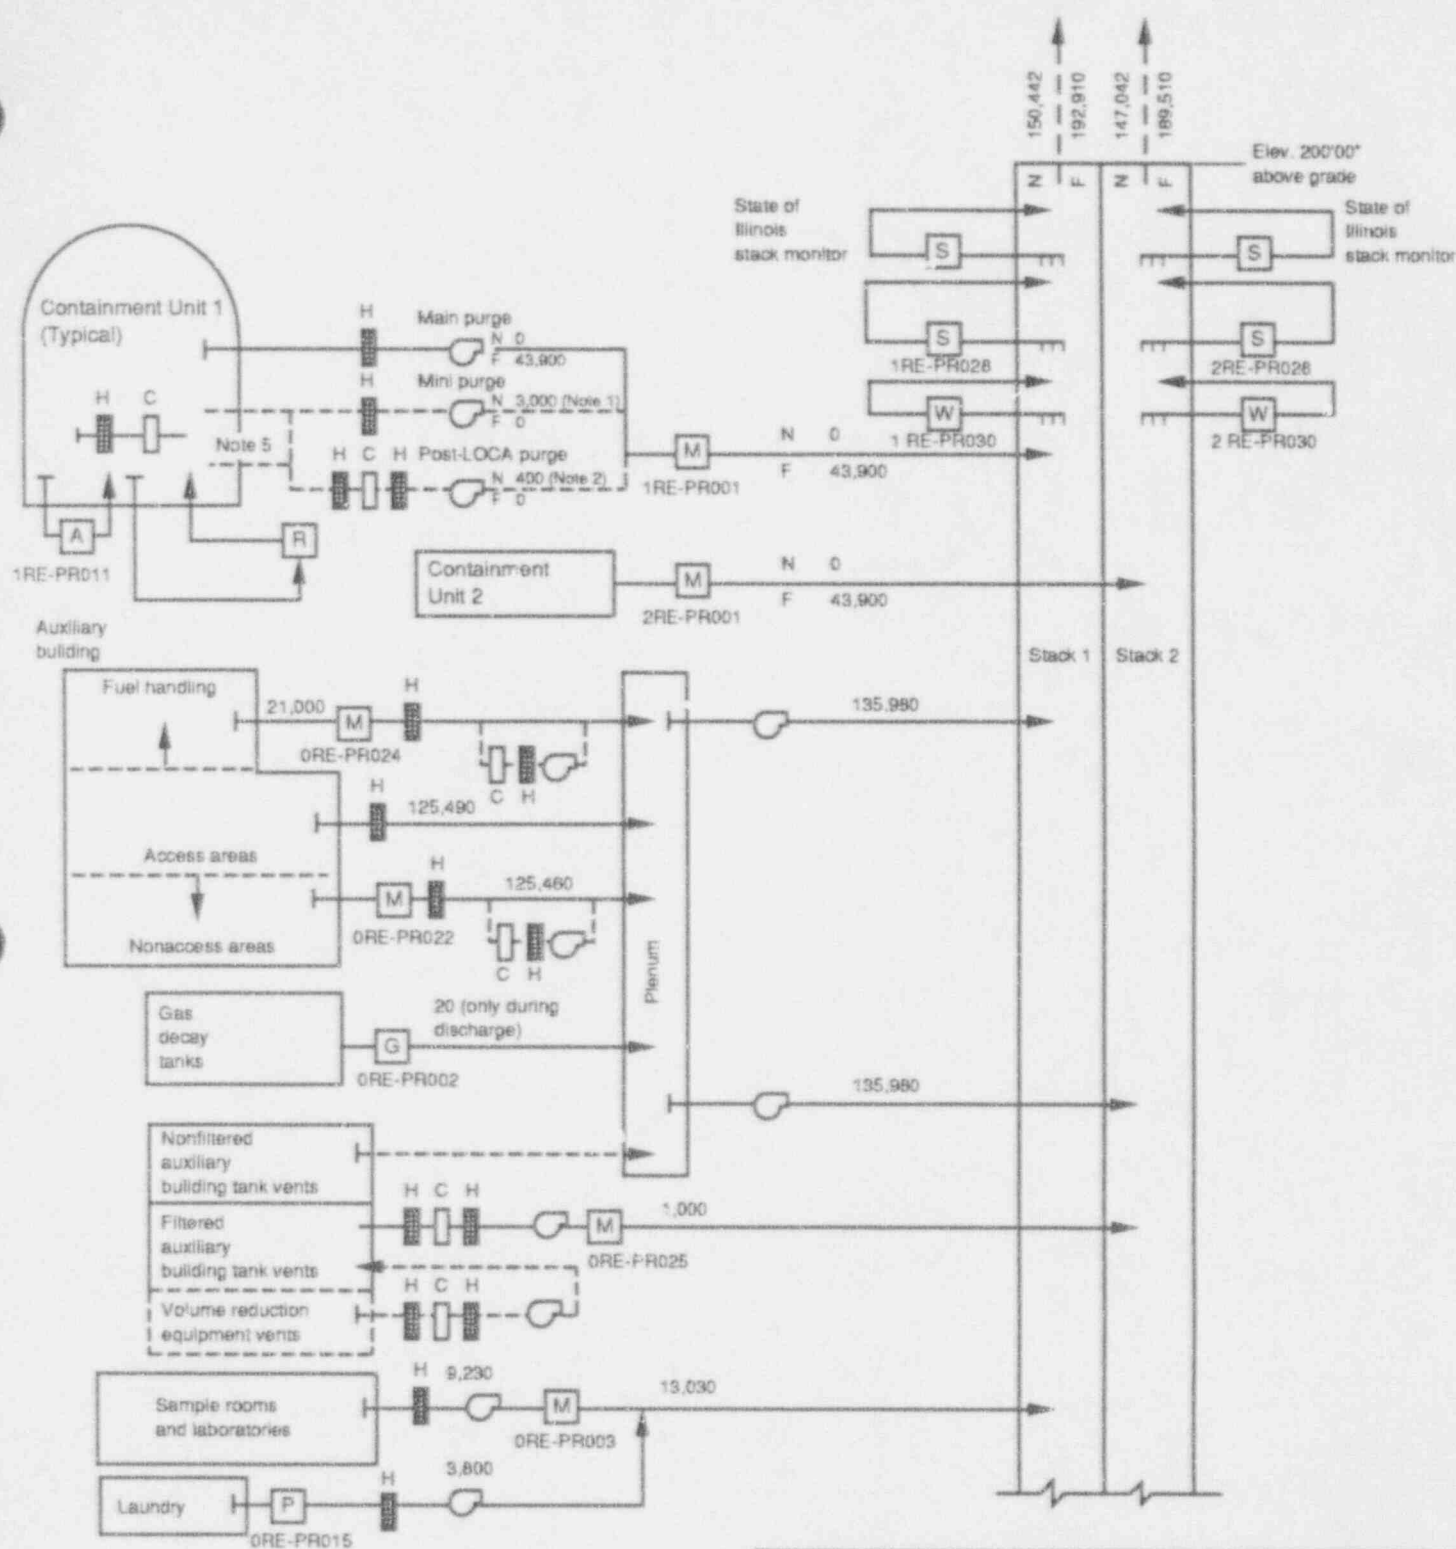 150,442
192,910
147,042
189,510
Elev. 200'00"
above grade
N
F
N
F
State of
Illinois
stack monitor
S
S
State of
Illinois
stack monitor
S
1RE-PR028
S
2RE-PR028
W
1 RE-PR030
W
2 RE-PR030
Containment Unit 1
(Typical)
H
C
Note 5
H
Main purge
N 0
F 43,900
H
Mini purge
N 3,000 (Note 1)
F 0
H C H
Post-LOCA purge
N 400 (Note 2)
F 0
M
1RE-PR001
N 0
F 43,900
A
1RE-PR011
R
Containment
Unit 2
M
2RE-PR001
N 0
F 43,900
Stack 1
Stack 2
Auxiliary
building
Fuel handling
21,000
M
0RE-PR024
H
C H
135,980
H
125,490
Access areas
M
0RE-PR022
H
125,460
C H
Nonaccess areas
Plenum
Gas
decay
tanks
G
0RE-PR002
20 (only during
discharge)
135,980
Nonfiltered
auxiliary
building tank vents
Filtered
auxiliary
building tank vents
H C H
M
0RE-PR025
1,000
H C H
Volume reduction
equipment vents
Sample rooms
and laboratories
H
9,230
M
0RE-PR003
13,030
Laundry
P
0RE-PR015
H
3,800